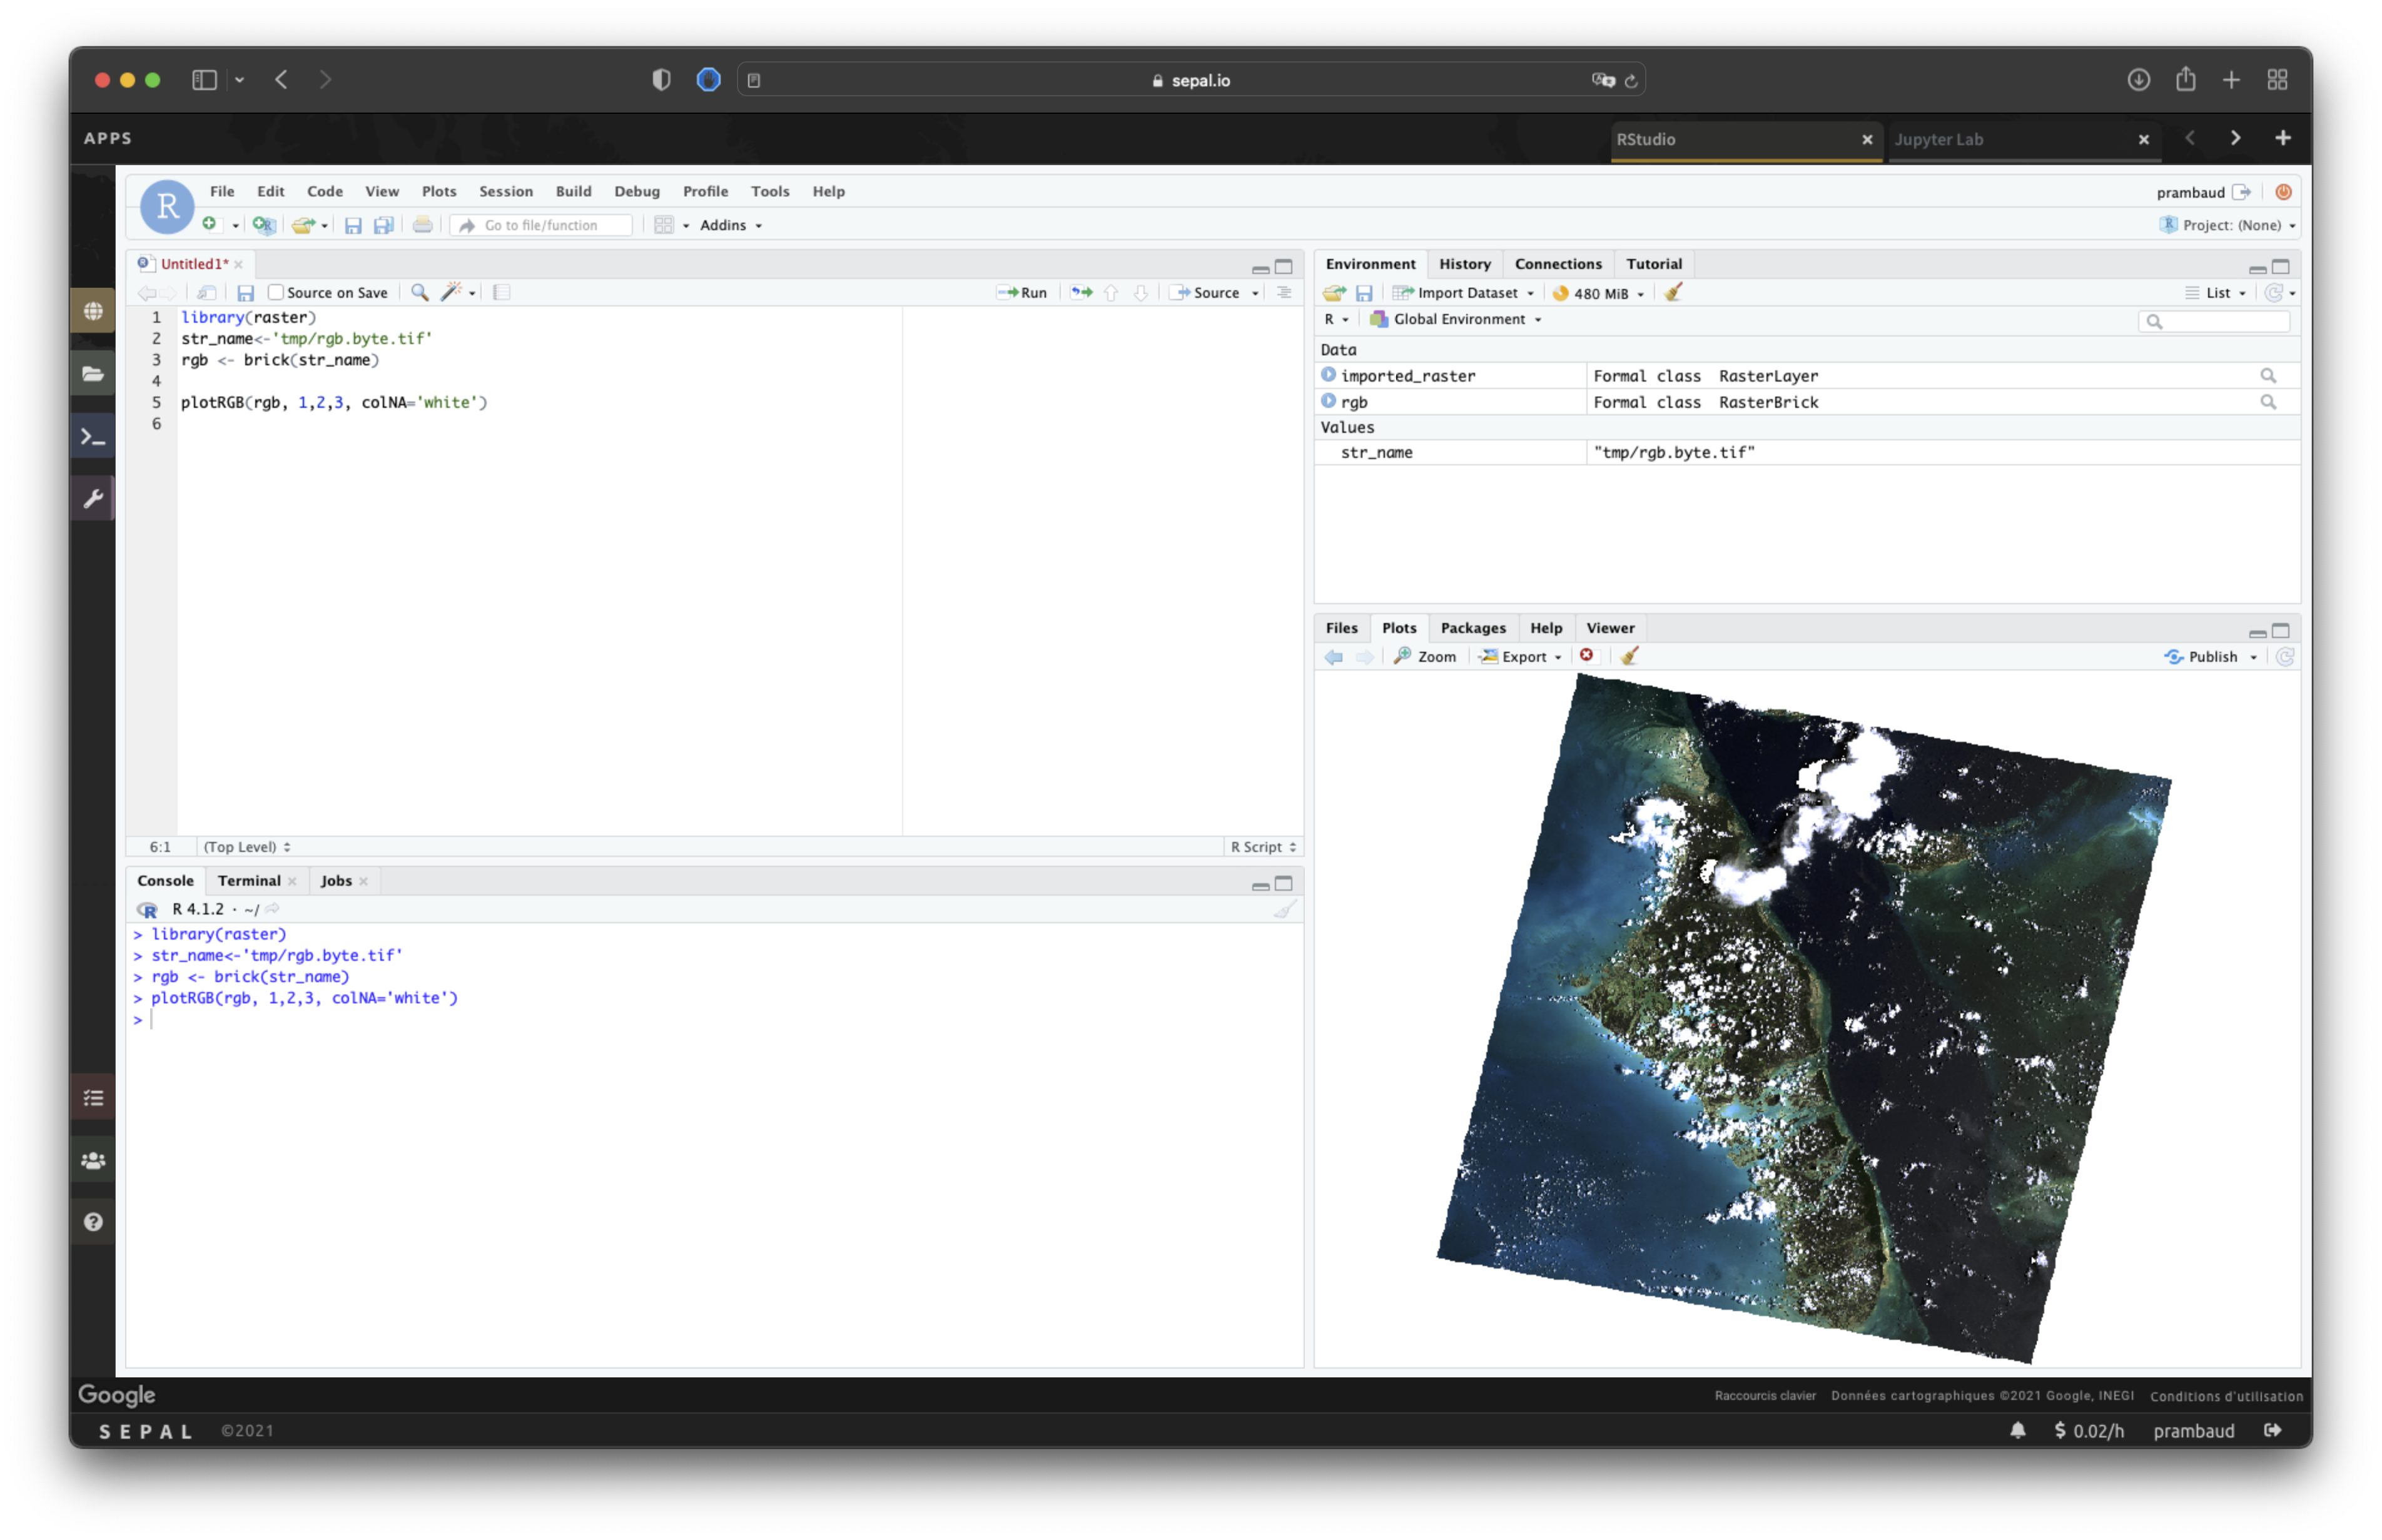 sepal.io
APPS
RStudio
Jupyter Lab
R
File Edit Code View Plots Session Build Debug Profile Tools Help
prambaud
Go to file/function
Addins
Project: (None)
Untitled1*
Source on Save
Run
Source
1 library(raster)
2 str_name<-'tmp/rgb.byte.tif'
3 rgb <- brick(str_name)
4
5 plotRGB(rgb, 1,2,3, colNA='white')
6
6:1 (Top Level)
R Script
Console Terminal Jobs
R 4.1.2 · ~/
> library(raster)
> str_name<-'tmp/rgb.byte.tif'
> rgb <- brick(str_name)
> plotRGB(rgb, 1,2,3, colNA='white')
>
Environment History Connections Tutorial
Import Dataset
480 MiB
List
R
Global Environment
Data
imported_raster Formal class RasterLayer
rgb Formal class RasterBrick
Values
str_name "tmp/rgb.byte.tif"
Files Plots Packages Help Viewer
Zoom
Export
Publish
Google
Raccourcis clavier Données cartographiques ©2021 Google, INEGI Conditions d'utilisation
SEPAL ©2021
$ 0.02/h prambaud